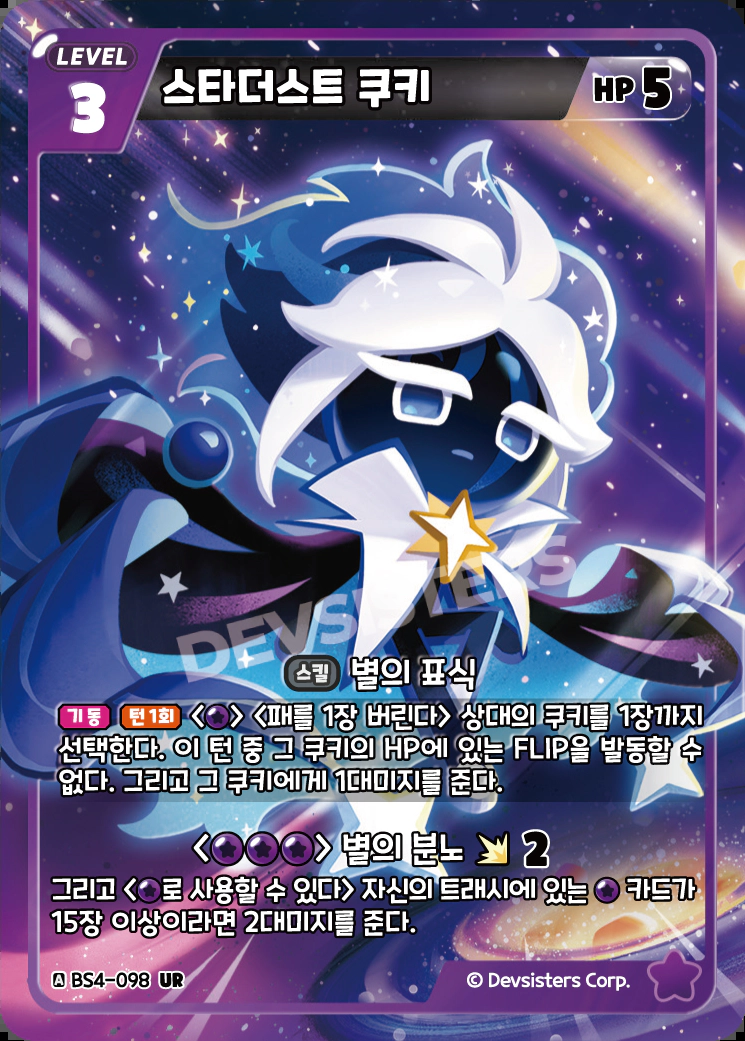 LEVEL
3
스타더스트 쿠키
HP 5
DEVSISTERS
스킬 별의 표식
기동 턴1회 < > <패를 1장 버린다> 상대의 쿠키를 1장까지
선택한다. 이 턴 중 그 쿠키의 HP에 있는 FLIP을 발동할 수
없다. 그리고 그 쿠키에게 1대미지를 준다.
< > 별의 분노 2
그리고 < 로 사용할 수 있다> 자신의 트래시에 있는 카드가
15장 이상이라면 2대미지를 준다.
A BS4-098 UR
© Devsisters Corp.